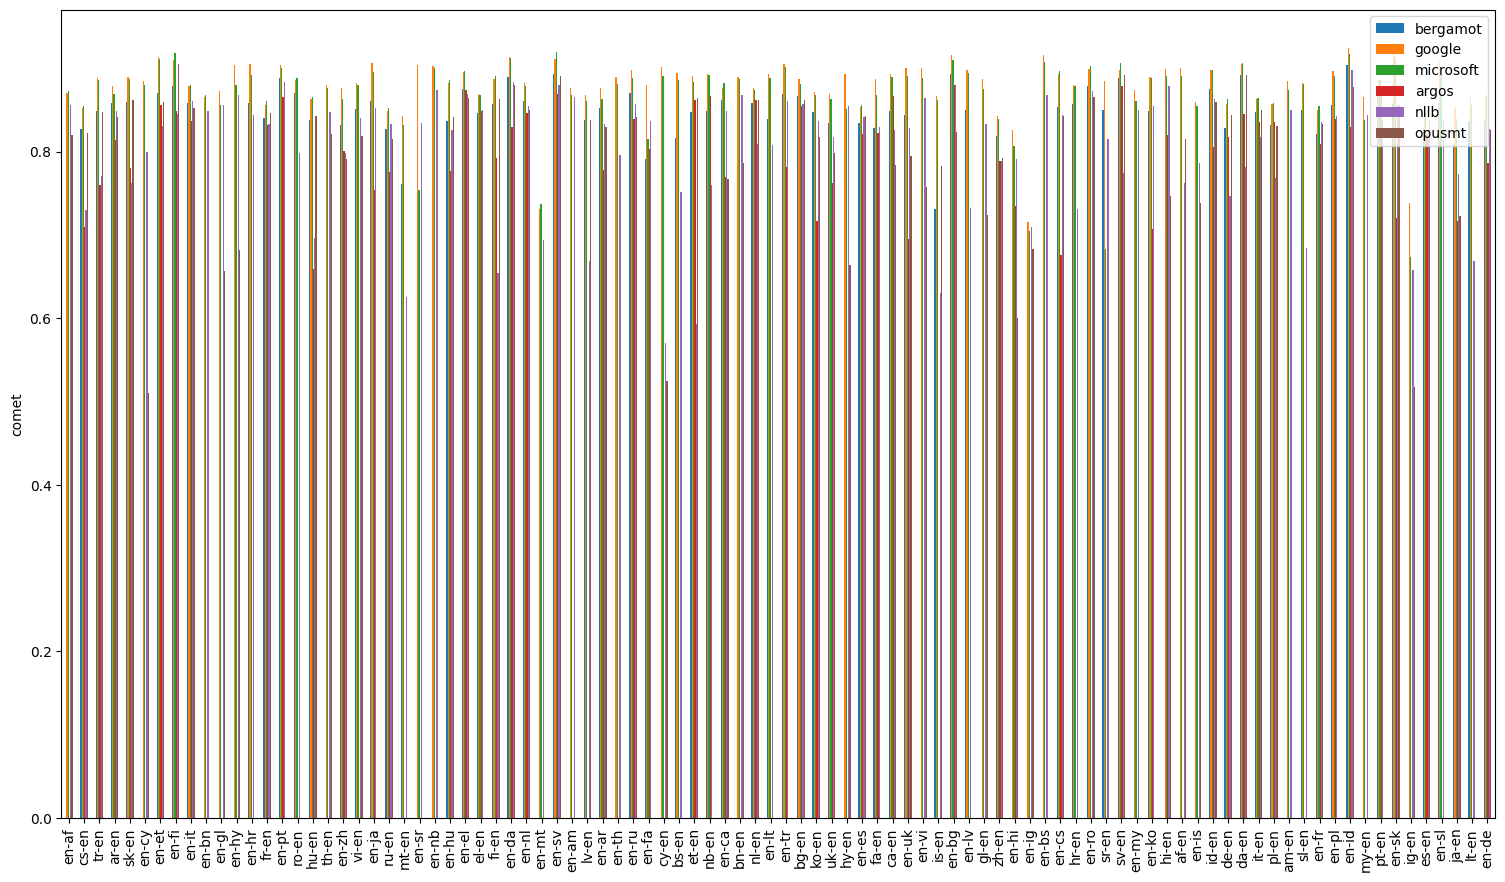 bergamot
google
microsoft
argos
nllb
opusmt
0.8
0.6
0.4
0.2
0.0
comet
en-af
cs-en
tr-en
ar-en
sk-en
en-cy
en-et
en-fi
en-it
en-bn
en-gl
en-hy
en-hr
fr-en
en-pt
ro-en
hu-en
th-en
en-zh
vi-en
en-ja
ru-en
mt-en
en-sr
en-nb
en-hu
en-el
el-en
fi-en
en-da
en-nl
en-mt
en-sv
en-am
lv-en
en-ar
en-th
en-ru
en-fa
cy-en
bs-en
et-en
nb-en
en-ca
bn-en
nl-en
en-lt
en-tr
bg-en
ko-en
uk-en
hy-en
en-es
fa-en
ca-en
en-uk
en-vi
is-en
en-bg
en-lv
gl-en
zh-en
en-hi
en-ig
en-bs
en-cs
hr-en
en-ro
sr-en
sv-en
en-my
en-ko
hi-en
af-en
en-is
id-en
de-en
da-en
it-en
pl-en
am-en
sl-en
en-fr
en-pl
en-id
my-en
pt-en
en-sk
ig-en
es-en
en-sl
ja-en
lt-en
en-de